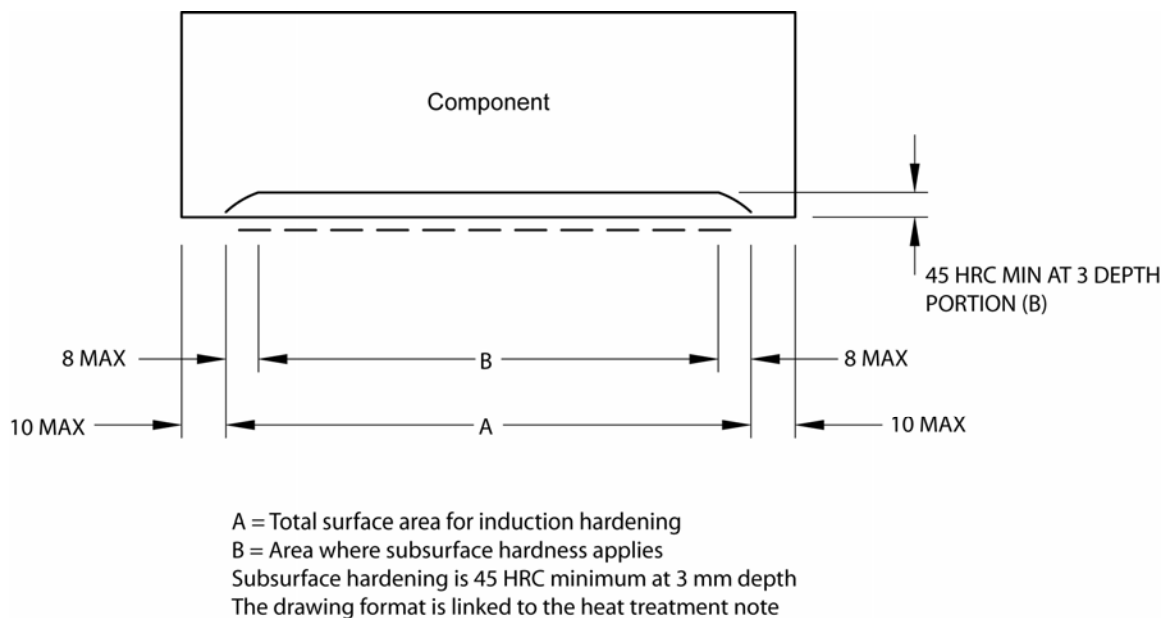 Component
45 HRC MIN AT 3 DEPTH
PORTION (B)
8 MAX
B
8 MAX
10 MAX
A
10 MAX
A = Total surface area for induction hardening
B = Area where subsurface hardness applies
Subsurface hardening is 45 HRC minimum at 3 mm depth
The drawing format is linked to the heat treatment note